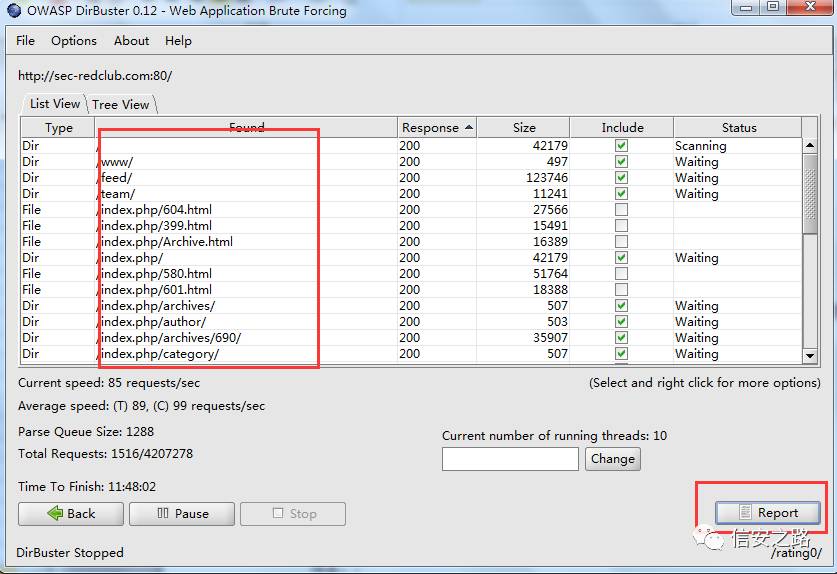 OWASP DirBuster 0.12 - Web Application Brute Forcing
File Options About Help
http://sec-redclub.com:80/
List View Tree View
Type Found Response Size Include Status
Dir / 200 42179 Scanning
Dir /www/ 200 497 Waiting
Dir /feed/ 200 123746 Waiting
Dir /team/ 200 11241 Waiting
File /index.php/604.html 200 27566
File /index.php/399.html 200 15491
File /index.php/Archive.html 200 16389
Dir /index.php/ 200 42179 Waiting
File /index.php/580.html 200 51764
File /index.php/601.html 200 18388
Dir /index.php/archives/ 200 507 Waiting
Dir /index.php/author/ 200 503 Waiting
Dir /index.php/archives/690/ 200 35907 Waiting
Dir /index.php/category/ 200 507 Waiting
Current speed: 85 requests/sec (Select and right click for more options)
Average speed: (T) 89, (C) 99 requests/sec
Parse Queue Size: 1288
Current number of running threads: 10
Total Requests: 1516/4207278
Change
Time To Finish: 11:48:02
Back Pause Stop Report
信安之路
DirBuster Stopped /rating0/